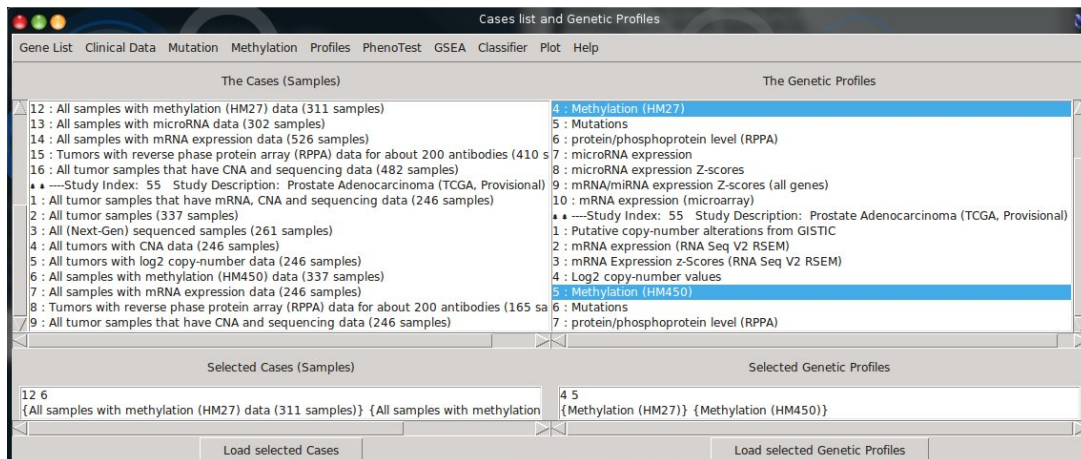 Cases list and Genetic Profiles
Gene List Clinical Data Mutation Methylation Profiles PhenoTest GSEA Classifier Plot Help
The Cases (Samples)
12 : All samples with methylation (HM27) data (311 samples)
13 : All samples with microRNA data (302 samples)
14 : All samples with mRNA expression data (526 samples)
15 : Tumors with reverse phase protein array (RPPA) data for about 200 antibodies (410 s
16 : All tumor samples that have CNA and sequencing data (482 samples)
----Study Index: 55 Study Description: Prostate Adenocarcinoma (TCGA, Provisional)
1 : All tumor samples that have mRNA, CNA and sequencing data (246 samples)
2 : All tumor samples (337 samples)
3 : All (Next-Gen) sequenced samples (261 samples)
4 : All tumors with CNA data (246 samples)
5 : All tumors with log2 copy-number data (246 samples)
6 : All samples with methylation (HM450) data (337 samples)
7 : All samples with mRNA expression data (246 samples)
8 : Tumors with reverse phase protein array (RPPA) data for about 200 antibodies (165 sa
9 : All tumor samples that have CNA and sequencing data (246 samples)
The Genetic Profiles
4 : Methylation (HM27)
5 : Mutations
6 : protein/phosphoprotein level (RPPA)
7 : microRNA expression
8 : microRNA expression Z-scores
9 : mRNA/miRNA expression Z-scores (all genes)
10 : mRNA expression (microarray)
----Study Index: 55 Study Description: Prostate Adenocarcinoma (TCGA, Provisional)
1 : Putative copy-number alterations from GISTIC
2 : mRNA expression (RNA Seq V2 RSEM)
3 : mRNA Expression z-Scores (RNA Seq V2 RSEM)
4 : Log2 copy-number values
5 : Methylation (HM450)
6 : Mutations
7 : protein/phosphoprotein level (RPPA)
Selected Cases (Samples)
12 6
{All samples with methylation (HM27) data (311 samples)} {All samples with methylation
Load selected Cases
Selected Genetic Profiles
4 5
{Methylation (HM27)} {Methylation (HM450)}
Load selected Genetic Profiles